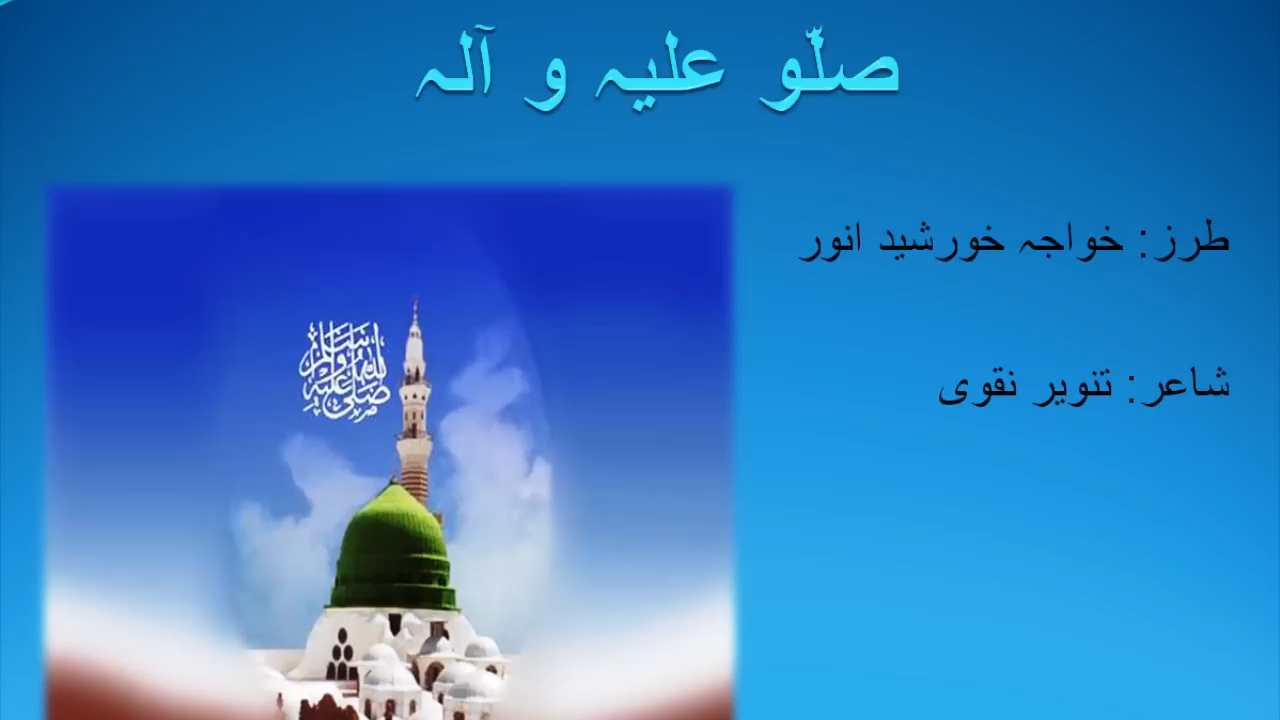 صلّو علیہ و آلہ
طرز: خواجہ خورشید انور
شاعر: تنویر نقوی